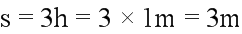 s = 3h = 3 × 1m = 3m